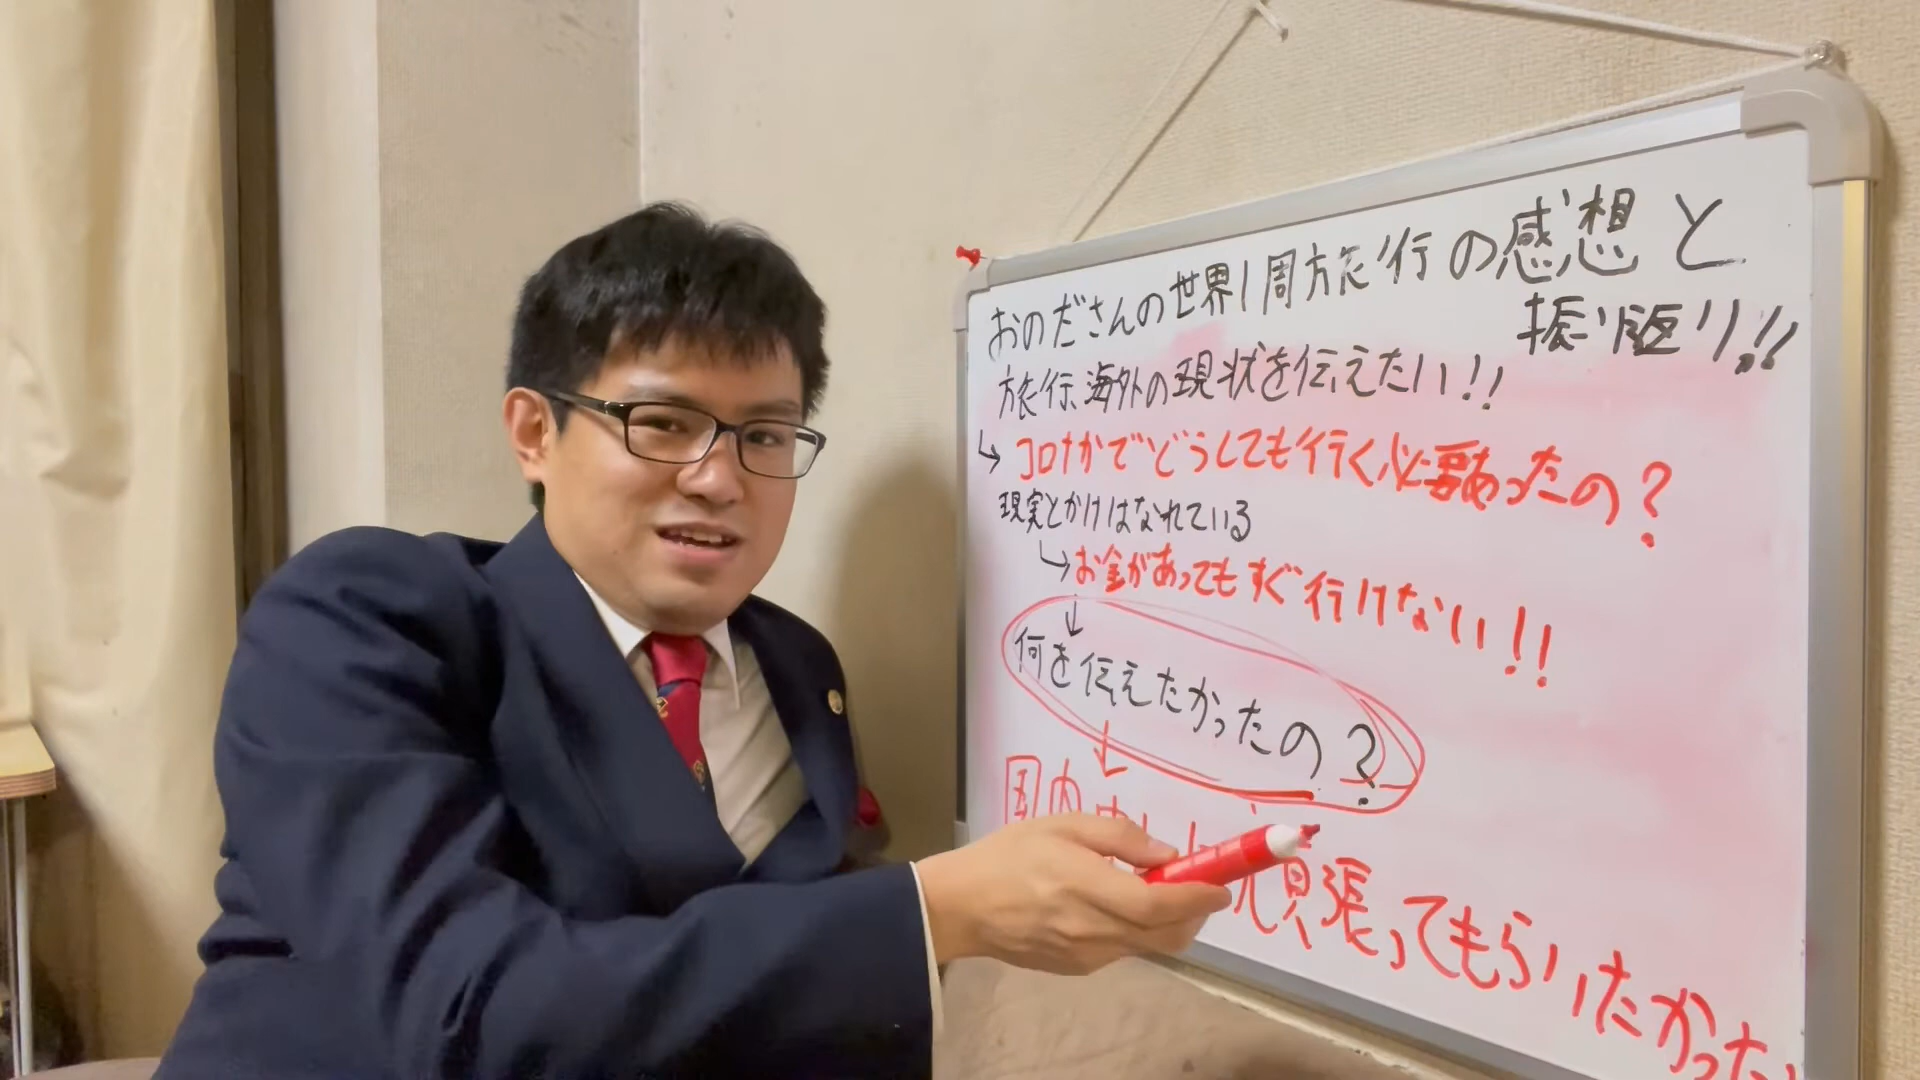 おのださんの世界1周旅行の感想と
振り返り!!
旅行、海外の現状を伝えたい!!
↳コロナかでどうしても行く必要あったの?
現実とかけはなれている
↳お金があってもすぐ行けない!!
↓
何を伝えたかったの?
↓
国内 頑張ってもらいたかった